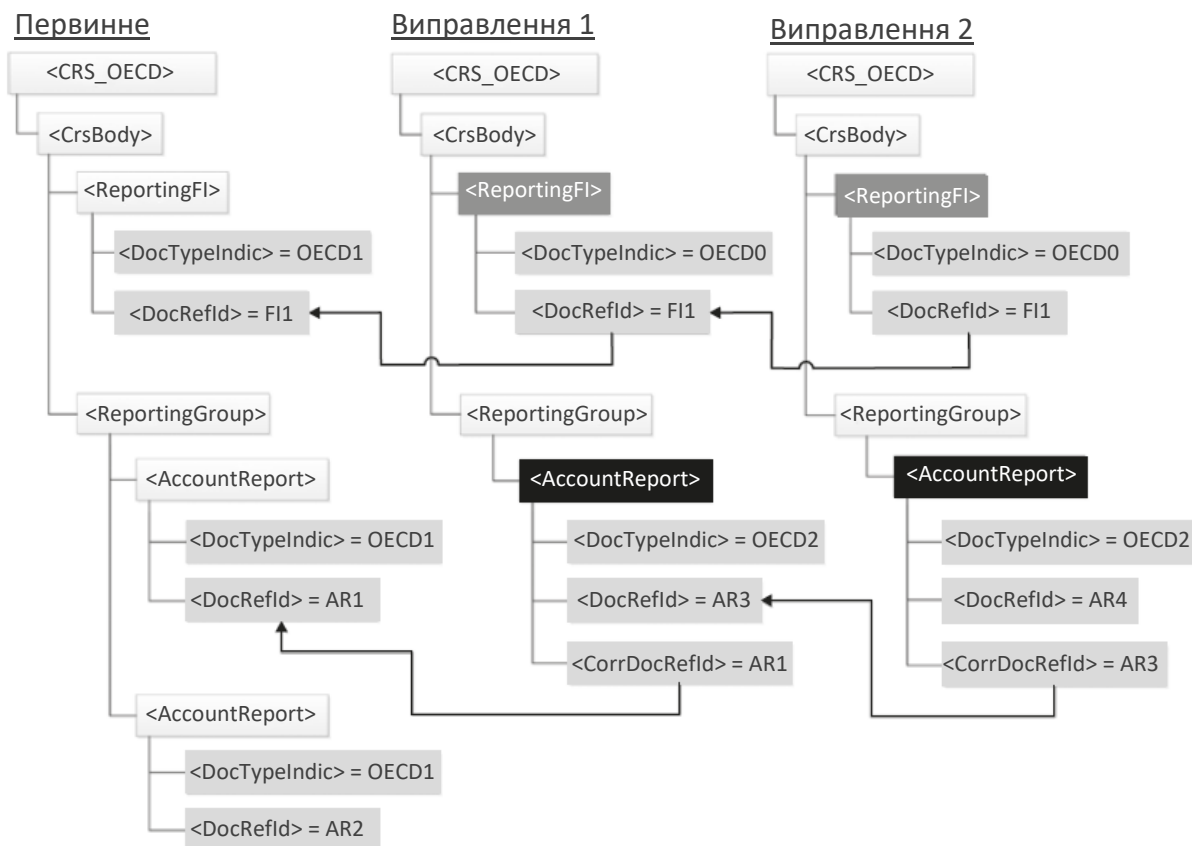 Первинне
<CRS_OECD>
<CrsBody>
<ReportingFI>
<DocTypeIndic> = OECD1
<DocRefId> = FI1
<ReportingGroup>
<AccountReport>
<DocTypeIndic> = OECD1
<DocRefId> = AR1
<AccountReport>
<DocTypeIndic> = OECD1
<DocRefId> = AR2
Виправлення 1
<CRS_OECD>
<CrsBody>
<ReportingFI>
<DocTypeIndic> = OECD0
<DocRefId> = FI1
<ReportingGroup>
<AccountReport>
<DocTypeIndic> = OECD2
<DocRefId> = AR3
<CorrDocRefId> = AR1
Виправлення 2
<CRS_OECD>
<CrsBody>
<ReportingFI>
<DocTypeIndic> = OECD0
<DocRefId> = FI1
<ReportingGroup>
<AccountReport>
<DocTypeIndic> = OECD2
<DocRefId> = AR4
<CorrDocRefId> = AR3